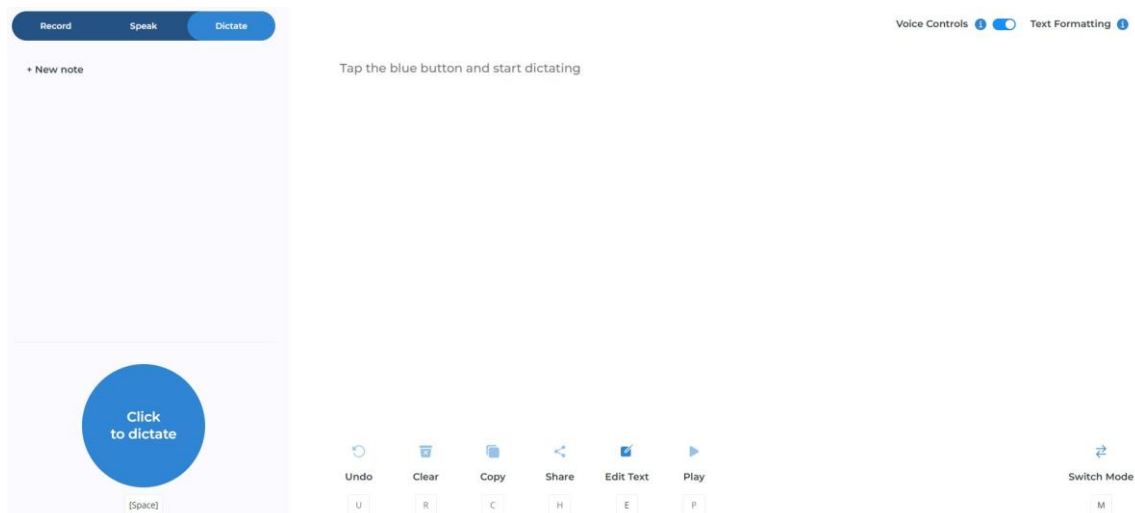 Record Speak Dictate
Voice Controls i Text Formatting i
+ New note
Tap the blue button and start dictating
Click
to dictate
[Space]
Undo Clear Copy Share Edit Text Play Switch Mode
U R C H E P M